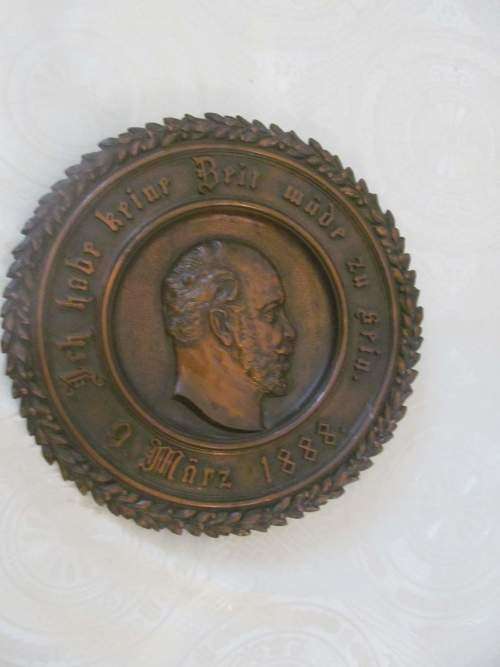 Ich habe keine Zeit müde zu sein.
9 März 1888.